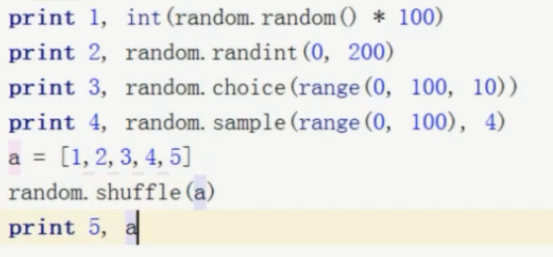 print 1, int(random.random() * 100)
print 2, random.randint(0, 200)
print 3, random.choice(range(0, 100, 10))
print 4, random.sample(range(0, 100), 4)
a = [1,2,3,4,5]
random.shuffle(a)
print 5, a